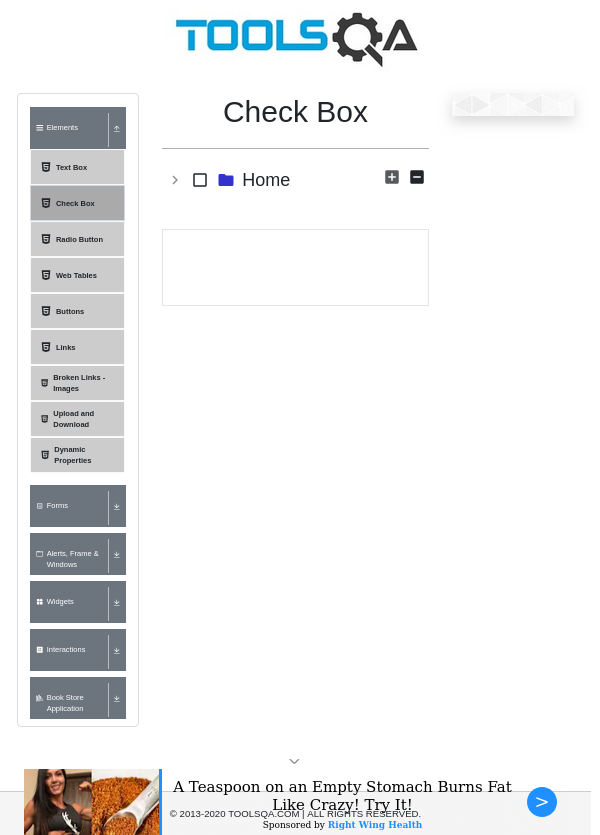 TOOLSQA
Check Box
Elements
Text Box
Check Box
Radio Button
Web Tables
Buttons
Links
Broken Links -
Images
Upload and
Download
Dynamic
Properties
Forms
Alerts, Frame &
Windows
Widgets
Interactions
Book Store
Application
Home
A Teaspoon on an Empty Stomach Burns Fat
Like Crazy! Try It!
© 2013-2020 TOOLSQA.COM | ALL RIGHTS RESERVED.
Sponsored by Right Wing Health